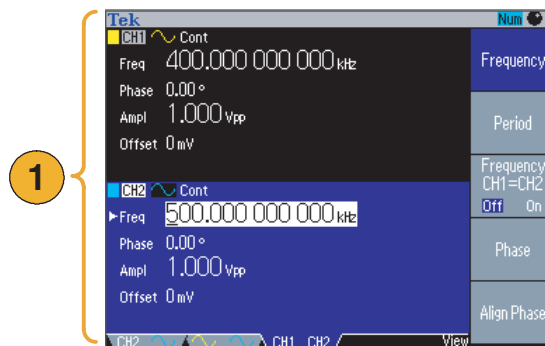 Tek Num
CH1 Cont
Freq 400.000 000 000 kHz
Phase 0.00 °
Ampl 1.000 Vpp
Offset 0 mV
CH2 Cont
Freq 500.000 000 000 kHz
Phase 0.00 °
Ampl 1.000 Vpp
Offset 0 mV
CH2 CH1 CH2 View
Frequency
Period
Frequency
CH1=CH2
Off On
Phase
Align Phase
1